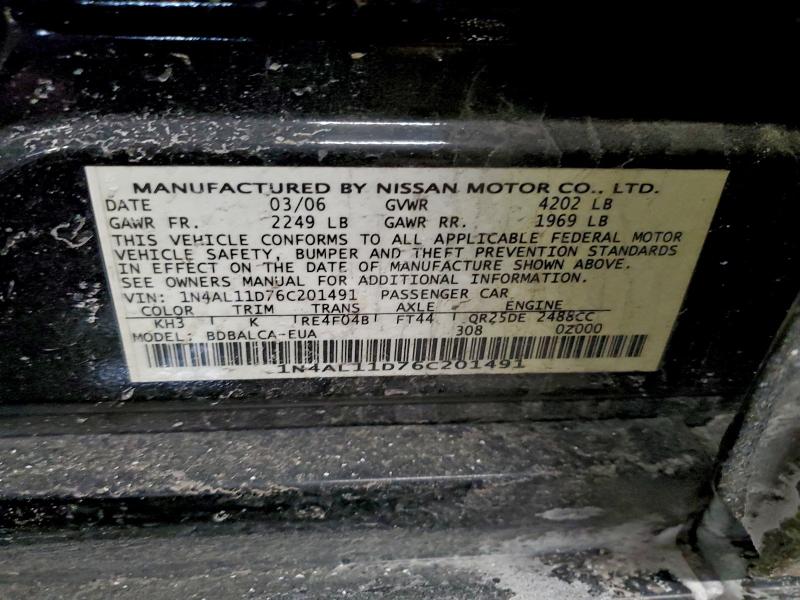 MANUFACTURED BY NISSAN MOTOR CO., LTD.
DATE 03/06 GVWR 4202 LB
GAWR FR. 2249 LB GAWR RR. 1969 LB
THIS VEHICLE CONFORMS TO ALL APPLICABLE FEDERAL MOTOR
VEHICLE SAFETY, BUMPER AND THEFT PREVENTION STANDARDS
IN EFFECT ON THE DATE OF MANUFACTURE SHOWN ABOVE.
SEE OWNERS MANUAL FOR ADDITIONAL INFORMATION.
VIN: 1N4AL11D76C201491 PASSENGER CAR
COLOR TRIM TRANS AXLE ENGINE
KH3 K RE4F04B FT44 QR25DE 2488CC
MODEL: BDBALCA-EUA 308 0Z000
1N4AL11D76C201491